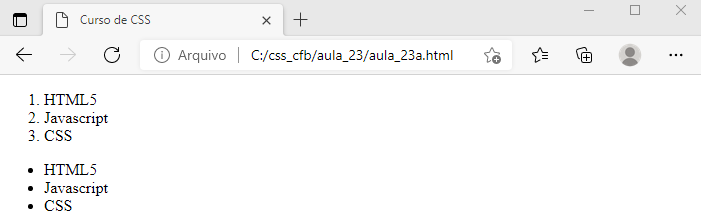 Curso de CSS
Arquivo | C:/css_cfb/aula_23/aula_23a.html
1. HTML5
2. Javascript
3. CSS
• HTML5
• Javascript
• CSS